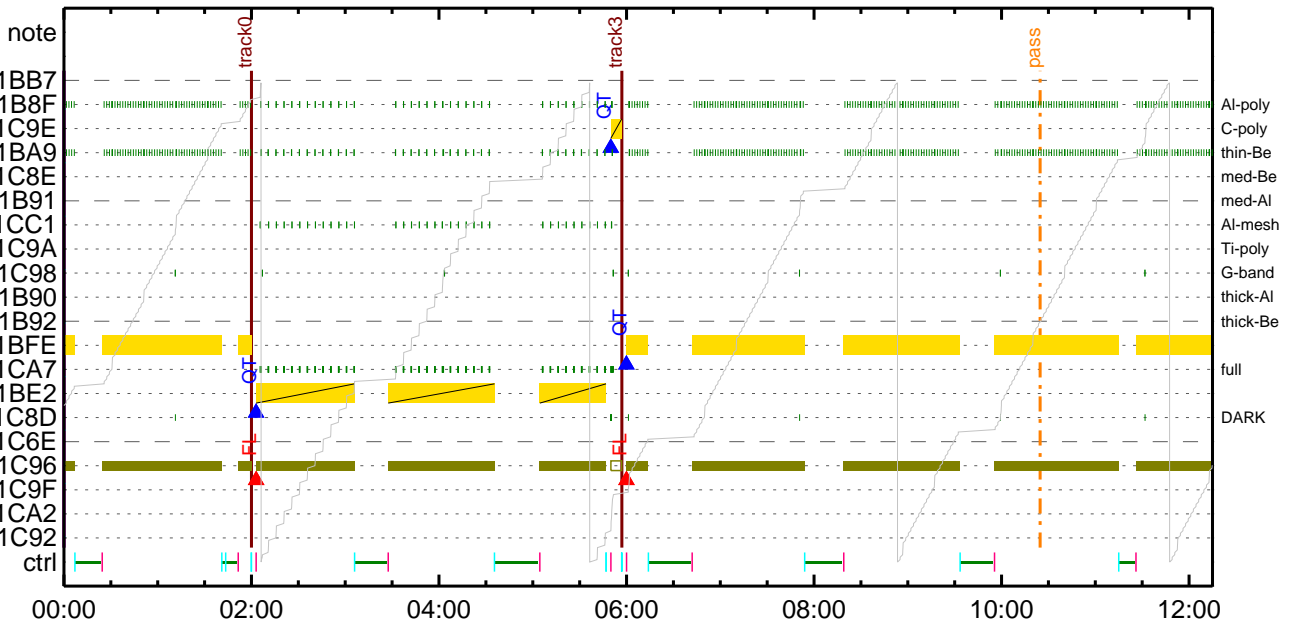 note
track0
track3
pass
1BB7
1B8F Al-poly
QT
1C9E C-poly
1BA9 thin-Be
1C8E med-Be
1B91 med-Al
1CC1 Al-mesh
1C9A Ti-poly
1C98 G-band
1B90 thick-Al
1B92 thick-Be
QT
1BFE
1CA7 full
QT
1BE2
1C8D DARK
1C6E
FL
FL
1C96
1C9F
1CA2
1C92
ctrl
00:00 02:00 04:00 06:00 08:00 10:00 12:00